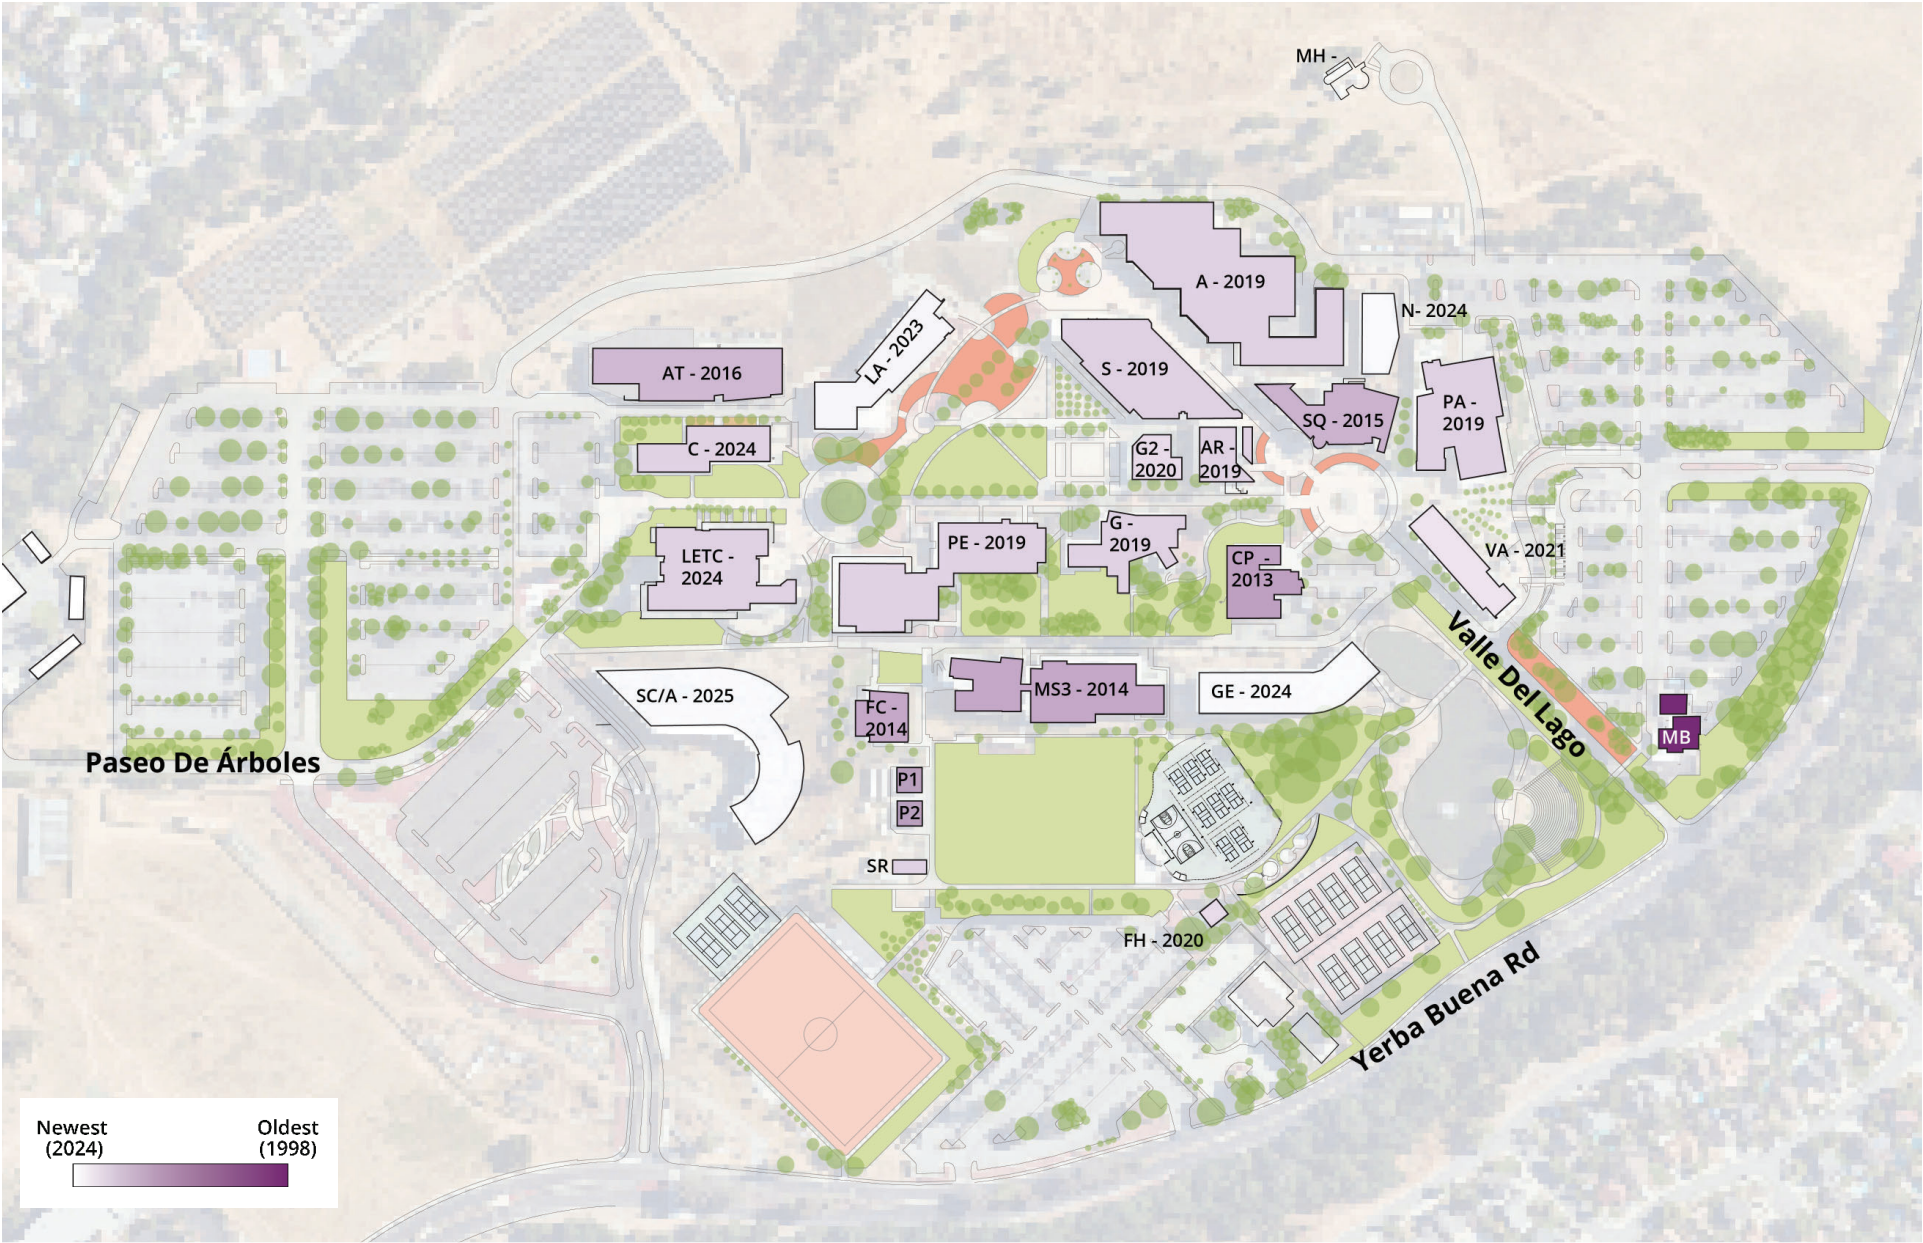 MH -
A - 2019
N- 2024
LA - 2023
AT - 2016
S - 2019
PA -
2019
SQ - 2015
C - 2024
G2 -
2020
AR -
2019
G -
2019
PE - 2019
LETC -
2024
CP -
2013
VA - 2021
Valle Del Lago
SC/A - 2025
MS3 - 2014
GE - 2024
FC -
2014
MB
Paseo De Árboles
P1
P2
SR
FH - 2020
Yerba Buena Rd
Newest
(2024)
Oldest
(1998)